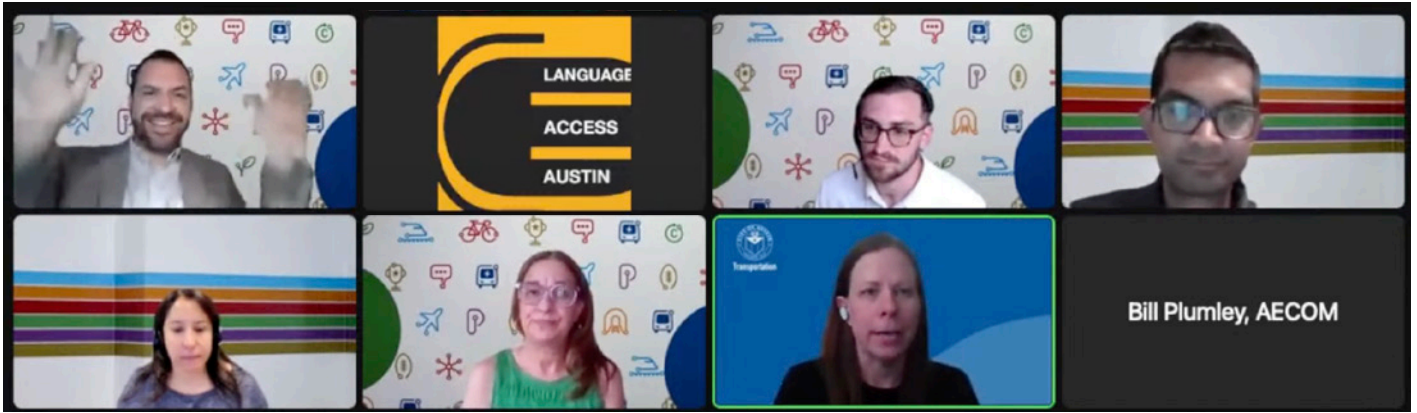 LANGUAGE
ACCESS
AUSTIN
Transportation
Bill Plumley, AECOM